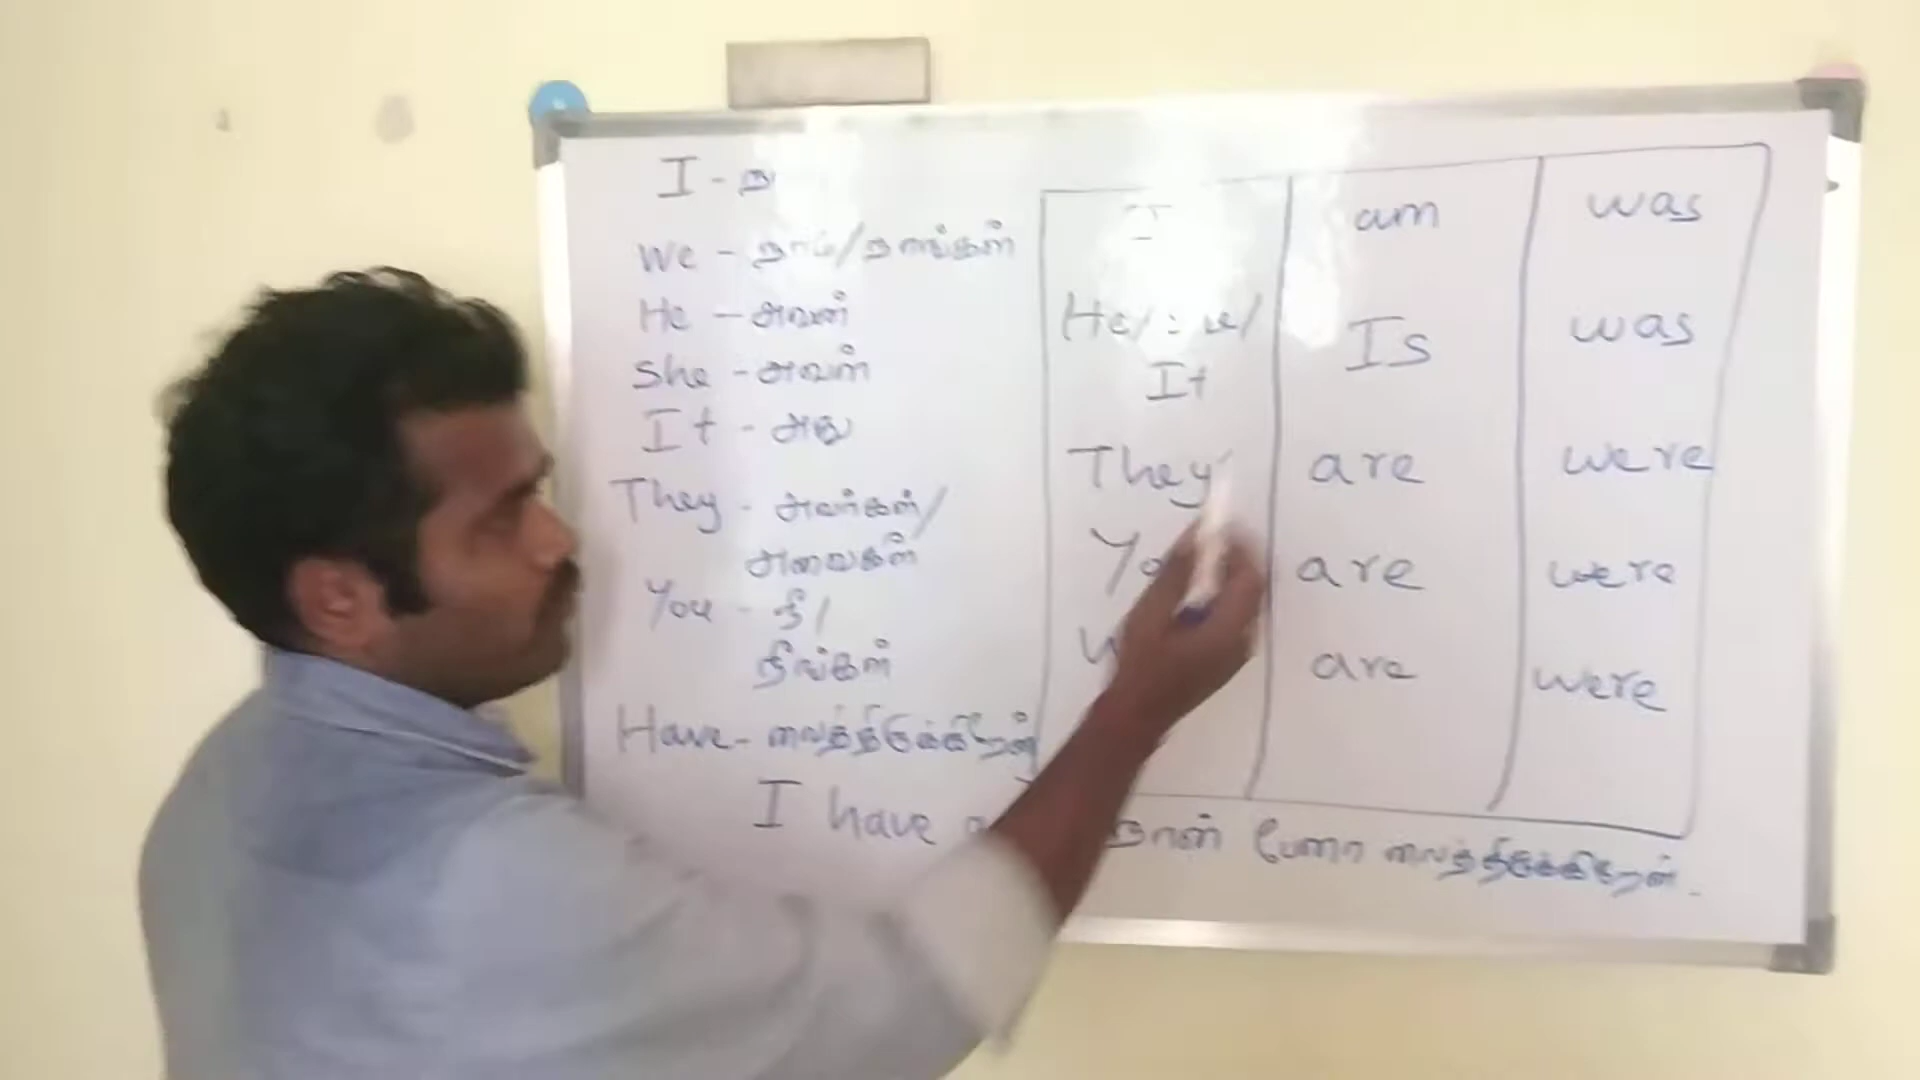 I -
We - நாம்/நாங்கள்
He - அவன்
She - அவள்
It - அது
They - அவர்கள்/
அவைகள்
You - நீ/
நீங்கள்
Have - வைத்திருக்கிறேன்
I have
நான் பேனா வைத்திருக்கிறேன்.
I am was
He/ Is was
It
They are were
are were
are were